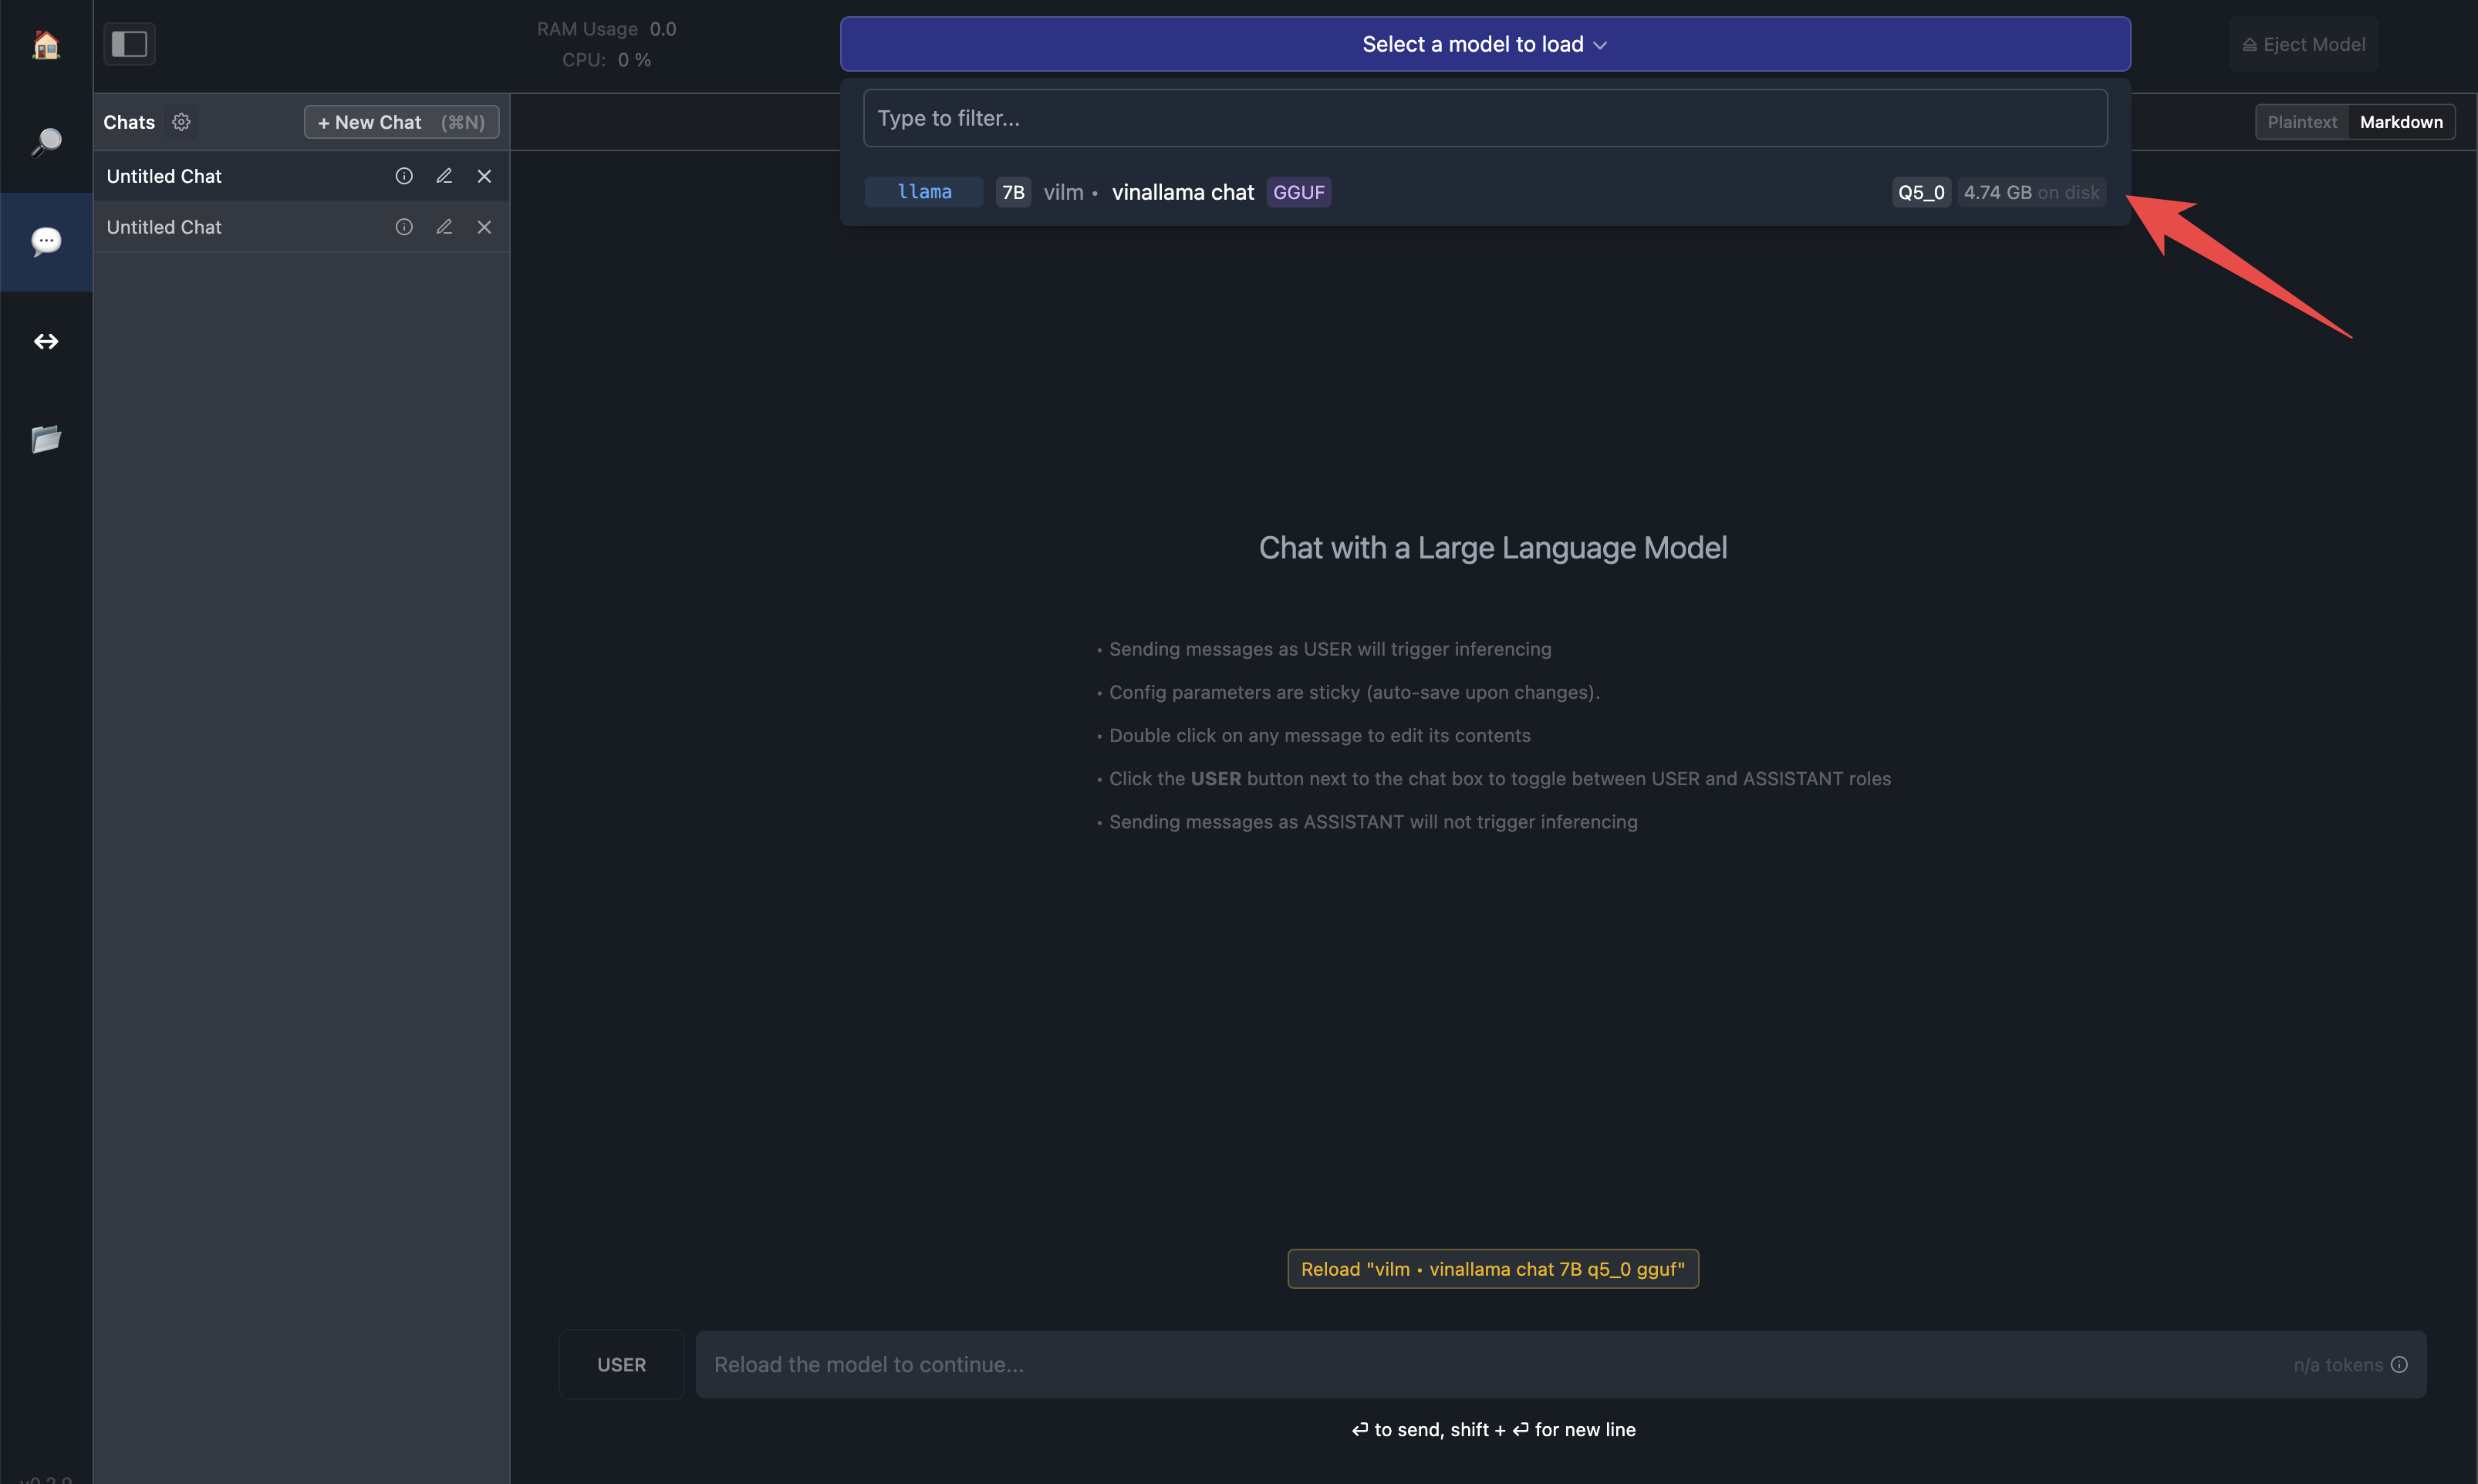 RAM Usage 0.0
CPU: 0 %
Select a model to load
Eject Model
Chats
+ New Chat (⌘N)
Type to filter...
Plaintext Markdown
Untitled Chat
Untitled Chat
llama 7B vilm • vinallama chat GGUF Q5_0 4.74 GB on disk
Chat with a Large Language Model
• Sending messages as USER will trigger inferencing
• Config parameters are sticky (auto-save upon changes).
• Double click on any message to edit its contents
• Click the USER button next to the chat box to toggle between USER and ASSISTANT roles
• Sending messages as ASSISTANT will not trigger inferencing
Reload "vilm • vinallama chat 7B q5_0 gguf"
USER
Reload the model to continue...
n/a tokens
⏎ to send, shift + ⏎ for new line